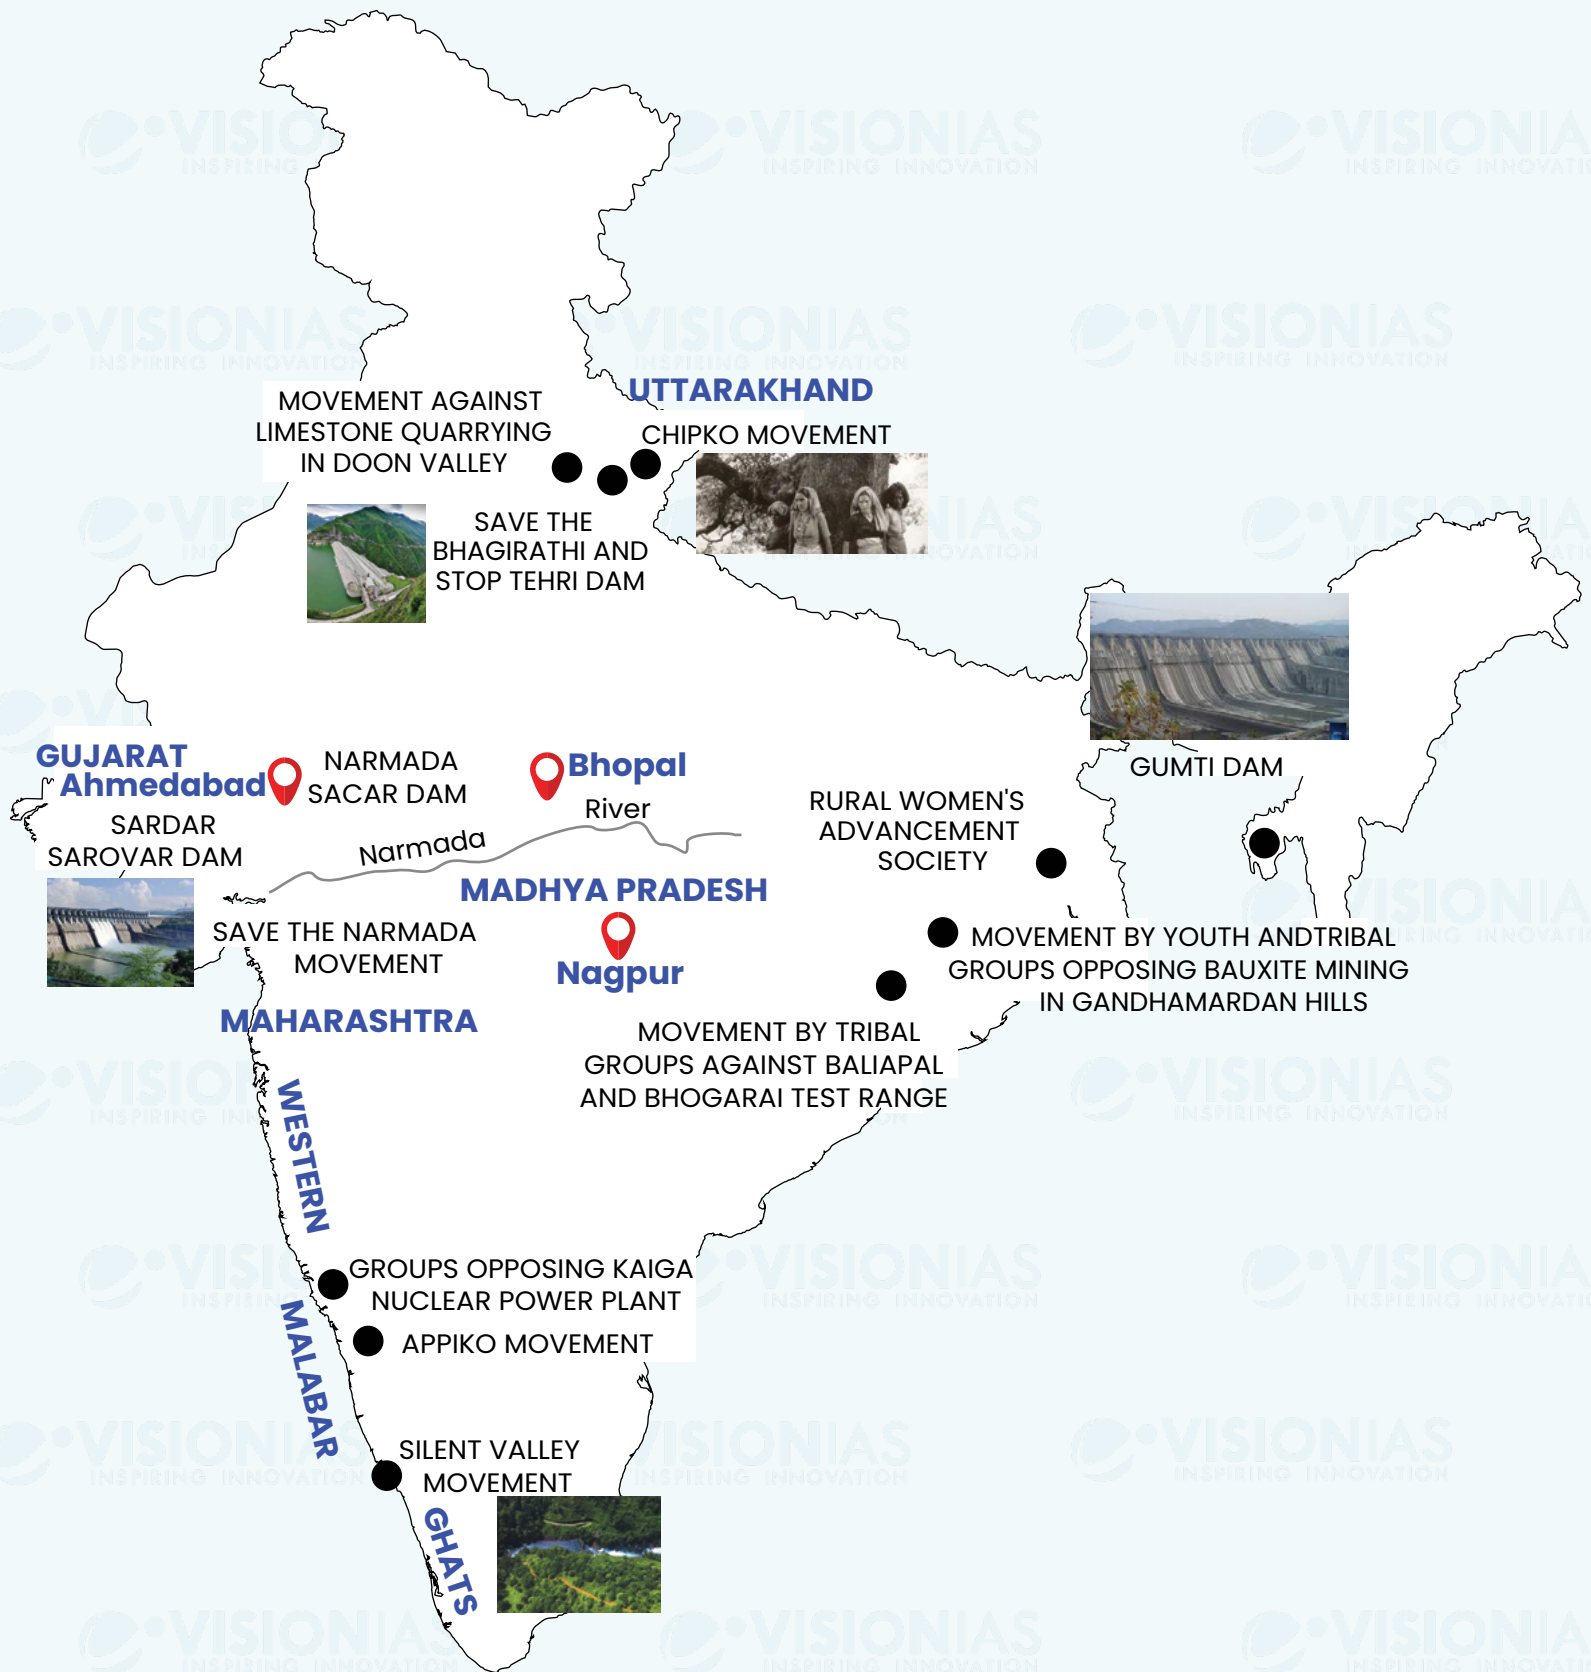 VISIONIAS
INSPIRING INNOVATION
MOVEMENT AGAINST
LIMESTONE QUARRYING
IN DOON VALLEY
UTTARAKHAND
CHIPKO MOVEMENT
SAVE THE
BHAGIRATHI AND
STOP TEHRI DAM
GUJARAT
Ahmedabad
NARMADA
SACAR DAM
Bhopal
River
Narmada
SARDAR
SAROVAR DAM
MADHYA PRADESH
SAVE THE NARMADA
MOVEMENT
Nagpur
MAHARASHTRA
GUMTI DAM
RURAL WOMEN'S
ADVANCEMENT
SOCIETY
MOVEMENT BY YOUTH ANDTRIBAL
GROUPS OPPOSING BAUXITE MINING
IN GANDHAMARDAN HILLS
MOVEMENT BY TRIBAL
GROUPS AGAINST BALIAPAL
AND BHOGARAI TEST RANGE
WESTERN
GROUPS OPPOSING KAIGA
NUCLEAR POWER PLANT
APPIKO MOVEMENT
MALABAR
SILENT VALLEY
MOVEMENT
GHATS